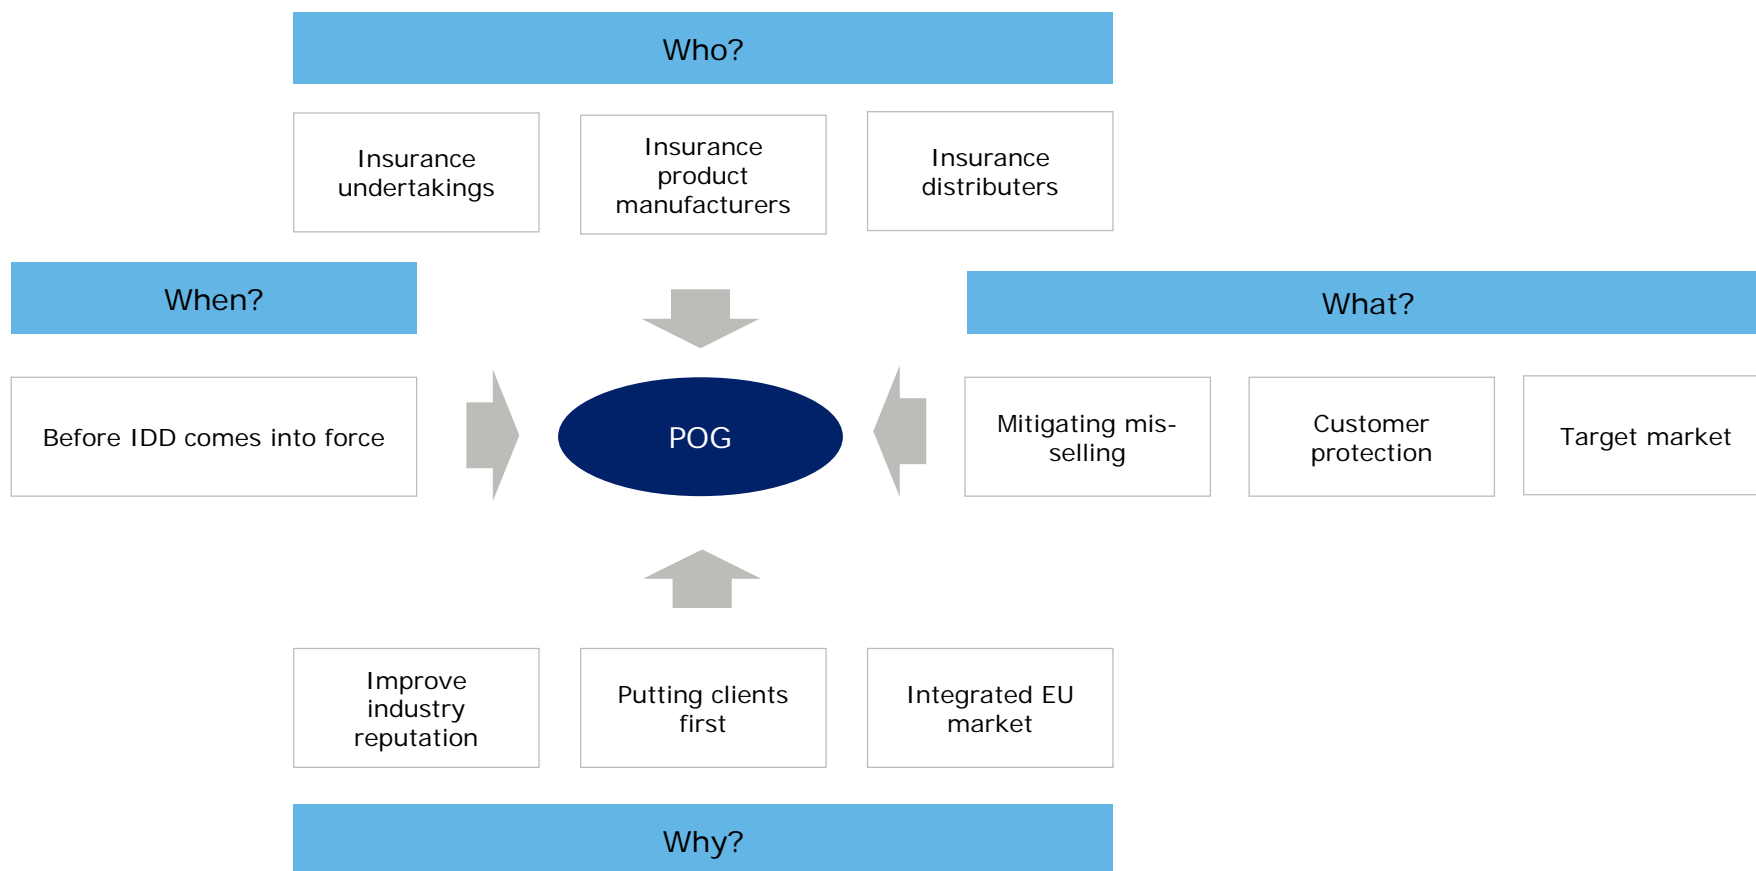 Who?
Insurance
undertakings
Insurance
product
manufacturers
Insurance
distributers
When?
What?
Before IDD comes into force
POG
Mitigating mis-
selling
Customer
protection
Target market
Improve
industry
reputation
Putting clients
first
Integrated EU
market
Why?